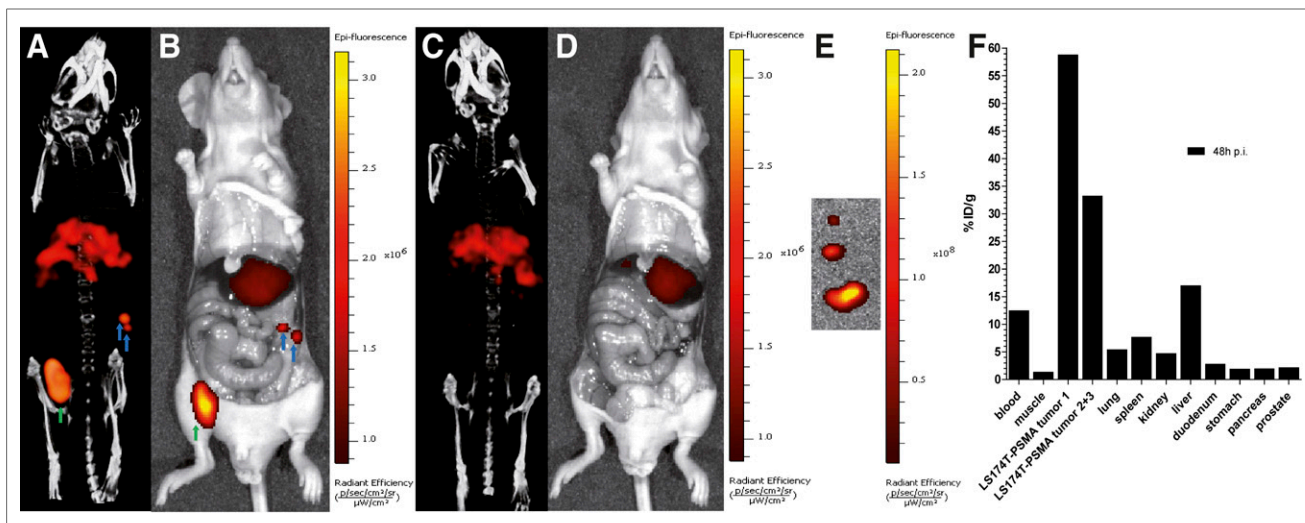 A
B
Epi-fluorescence
3.0
2.5
×10⁶
2.0
1.5
1.0
Radiant Efficiency
(p/sec/cm²/sr / µW/cm²)
C
D
Epi-fluorescence
3.0
2.5
×10⁶
2.0
1.5
1.0
Radiant Efficiency
(p/sec/cm²/sr / µW/cm²)
E
Epi-fluorescence
2.0
1.5
×10⁸
1.0
0.5
Radiant Efficiency
(p/sec/cm²/sr / µW/cm²)
F
%ID/g
60
55
50
45
40
35
30
25
20
15
10
5
0
48h p.i.
blood
muscle
LS174T-PSMA tumor 1
LS174T-PSMA tumor 2+3
lung
spleen
kidney
liver
duodenum
stomach
pancreas
prostate